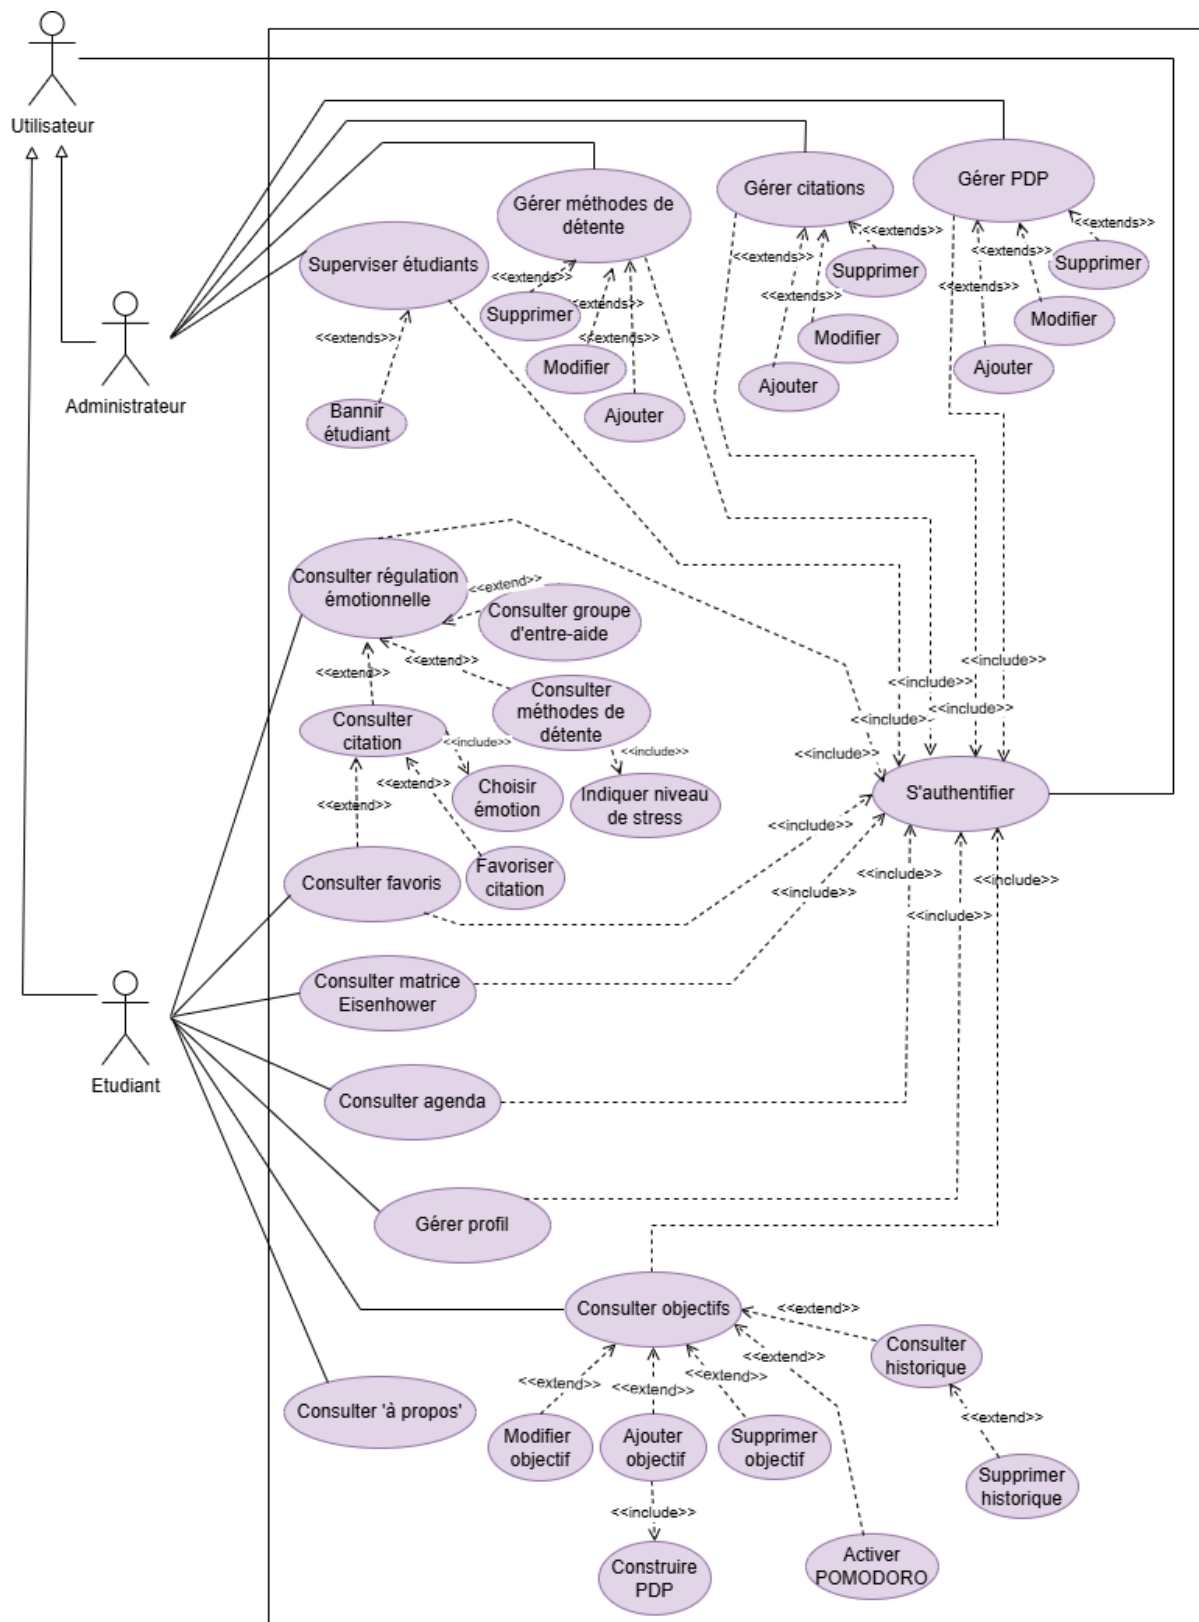 Utilisateur
Administrateur
Etudiant
Gérer PDP
Gérer citations
Gérer méthodes de
détente
Superviser étudiants
<<extends>>
<<extends>>
<<extends>>
<<extends>>
<<extends>>
<<extends>>
<<extends>>
<<extends>>
<<extends>>
<<extends>>
Supprimer
Supprimer
Supprimer
Modifier
Modifier
Modifier
Ajouter
Ajouter
Ajouter
Bannir
étudiant
Consulter régulation
émotionnelle
<<extend>>
Consulter groupe
d'entre-aide
<<extend>>
<<extend>>
Consulter
méthodes de
détente
Consulter
citation
<<include>>
<<include>>
Choisir
émotion
Indiquer niveau
de stress
<<extend>>
<<extend>>
Favoriser
citation
Consulter favoris
<<include>>
<<include>>
<<include>>
<<include>>
<<include>>
S'authentifier
<<include>>
<<include>>
<<include>>
<<include>>
<<include>>
Consulter matrice
Eisenhower
Consulter agenda
Gérer profil
Consulter objectifs
<<extend>>
Consulter
historique
<<extend>>
<<extend>>
<<extend>>
<<extend>>
Consulter 'à propos'
Modifier
objectif
Ajouter
objectif
Supprimer
objectif
<<extend>>
Supprimer
historique
<<include>>
Construire
PDP
Activer
POMODORO